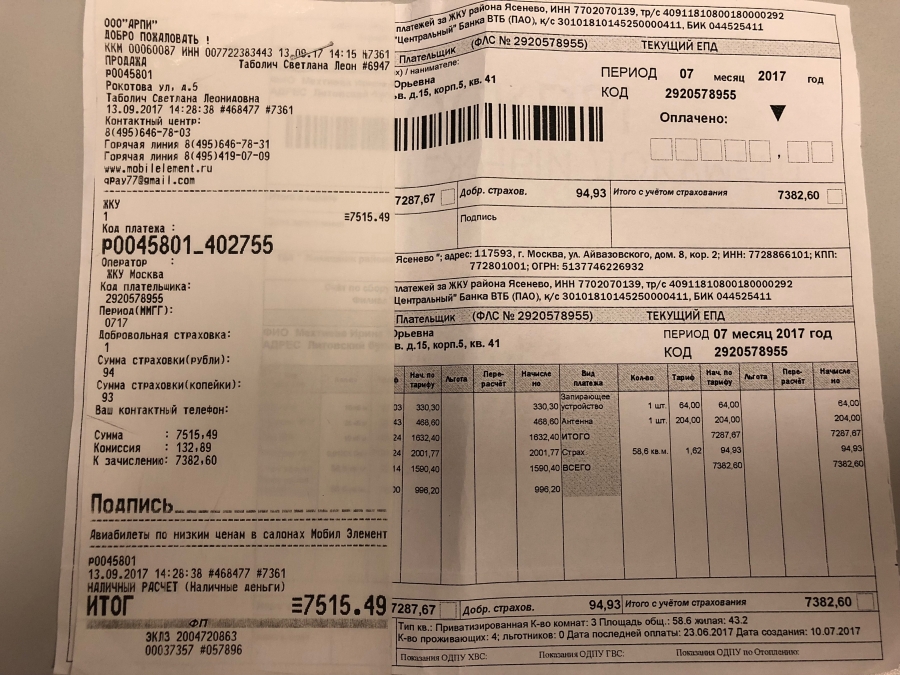 ООО"АРПИ"
ДОБРО ПОЖАЛОВАТЬ !
ККМ 00060087 ИНН 007722383443 13.09.17 14:15 №7361
ПРОДАЖА Таболич Светлана Леон #6947
p0045801
Рокотова ул, д.5
Таболич Светлана Леонидовна
13.09.2017 14:28:38 #468477 #7361
Контактный центр:
8(495)646-78-03
Горячая линия 8(495)646-78-31
Горячая линия 8(495)419-07-09
www.mobilelement.ru
qPay77@gmail.com
ЖКУ
1 ≡7515.49
Код платежа :
p0045801_402755
Оператор :
ЖКУ Москва
Код плательщика:
2920578955
Период(ММГГ):
0717
Добровольная страховка:
1
Сумма страховки(рубли):
94
Сумма страховки(копейки):
93
Ваш контактный телефон:
Сумма : 7515,49
Комиссия : 132,89
К зачислению: 7382,60
Подпись
Авиабилеты по низким ценам в салонах Мобил Элемент
p0045801
13.09.2017 14:28:38 #468477 #7361
НАЛИЧНЫЙ РАСЧЕТ (Наличные деньги)
ИТОГ ≡7515.49
ФП
ЭКЛЗ 2004720863
00037357 #057896
платежей за ЖКУ района Ясенево, ИНН 7702070139, тр/с 40911810800180000292
"Центральный" Банка ВТБ (ПАО), к/с 30101810145250000411, БИК 044525411
Плательщик (ФЛС № 2920578955) ТЕКУЩИЙ ЕПД
х) / нанимателе:
Юрьевна
в. д.15, корп.5, кв. 41
ПЕРИОД 07 месяц 2017 год
КОД 2920578955
Оплачено:
7287,67 Добр. страхов. 94,93 Итого с учётом страхования 7382,60
Подпись
Ясенево "; адрес: 117593, г. Москва, ул. Айвазовского, дом. 8, кор. 2; ИНН: 7728866101; КПП:
772801001; ОГРН: 5137746226932
платежей за ЖКУ района Ясенево, ИНН 7702070139, тр/с 40911810800180000292
Центральный" Банка ВТБ (ПАО), к/с 30101810145250000411, БИК 044525411
Плательщик (ФЛС № 2920578955) ТЕКУЩИЙ ЕПД
Юрьевна
в. д.15, корп.5, кв. 41
ПЕРИОД 07 месяц 2017 год
КОД 2920578955
Нач. по тарифу Льгота Пере-расчёт Начисле но Вид платежа Кол-во Тариф Нач. по тарифу Льгота Пере-расчёт Начисле но
03 330,30 330,30 Запирающее устройство 1 шт. 64,00 64,00 64,00
43 468,60 468,60 Антенна 1 шт. 204,00 204,00 204,00
24 1632,40 1632,40 ИТОГО 7287,67 7287,67
24 2001,77 2001,77 Страх 58,6 кв.м. 1,62 94,93 94,93
14 1590,40 1590,40 ВСЕГО 7382,60 7382,60
00 996,20 996,20
7287,67 Добр. страхов. 94,93 Итого с учётом страхования 7382,60
Тип кв.: Приватизированная К-во комнат: 3 Площадь общ.: 58.6 жилая: 43.2
К-во проживающих: 4; льготников: 0 Дата последней оплаты: 23.06.2017 Дата создания: 10.07.2017
Показания ОДПУ ХВС: Показания ОДПУ ГВС: Показания ОДПУ по Отоплению: